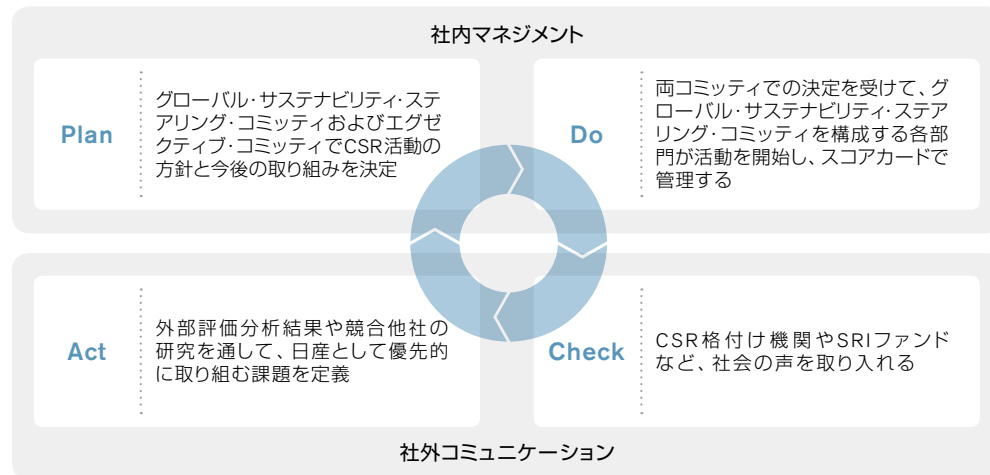 社内マネジメント
Plan
グローバル・サステナビリティ・ステ
アリング・コミッティおよびエグゼ
クティブ・コミッティでCSR活動の
方針と今後の取り組みを決定
Do
両コミッティでの決定を受けて、グ
ローバル・サステナビリティ・ステア
リング・コミッティを構成する各部
門が活動を開始し、スコアカードで
管理する
Act
外部評価分析結果や競合他社の
研究を通して、日産として優先的
に取り組む課題を定義
Check
CSR格付け機関やSRIファンド
など、社会の声を取り入れる
社外コミュニケーション